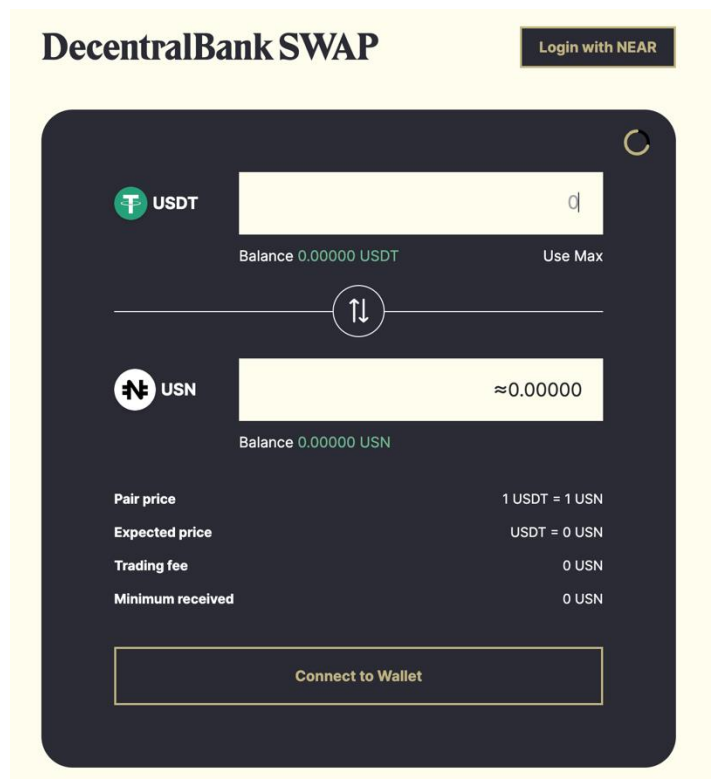 DecentralBank SWAP
Login with NEAR
USDT
0
Balance 0.00000 USDT
Use Max
USN
≈0.00000
Balance 0.00000 USN
Pair price
1 USDT = 1 USN
Expected price
USDT = 0 USN
Trading fee
0 USN
Minimum received
0 USN
Connect to Wallet